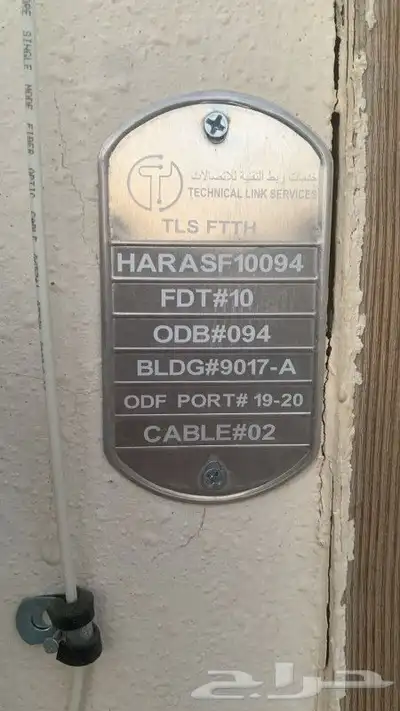 خدمات ربط التقنية للاتصالات
TECHNICAL LINK SERVICES
TLS FTTH
HARASF10094
FDT#10
ODB#094
BLDG#9017-A
ODF PORT# 19-20
CABLE#02
SINGLE MODE FIBER OPTIC CABLE
حراج